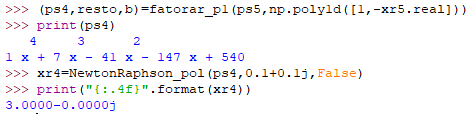 >>> (ps4,resto,b)=fatorar_pl(ps5,np.poly1d([1,-xr5.real]))
>>> print(ps4)
4 3 2
1 x + 7 x - 41 x - 147 x + 540
>>> xr4=NewtonRaphson_pol(ps4,0.1+0.1j,False)
>>> print("{:.4f}".format(xr4))
3.0000-0.0000j